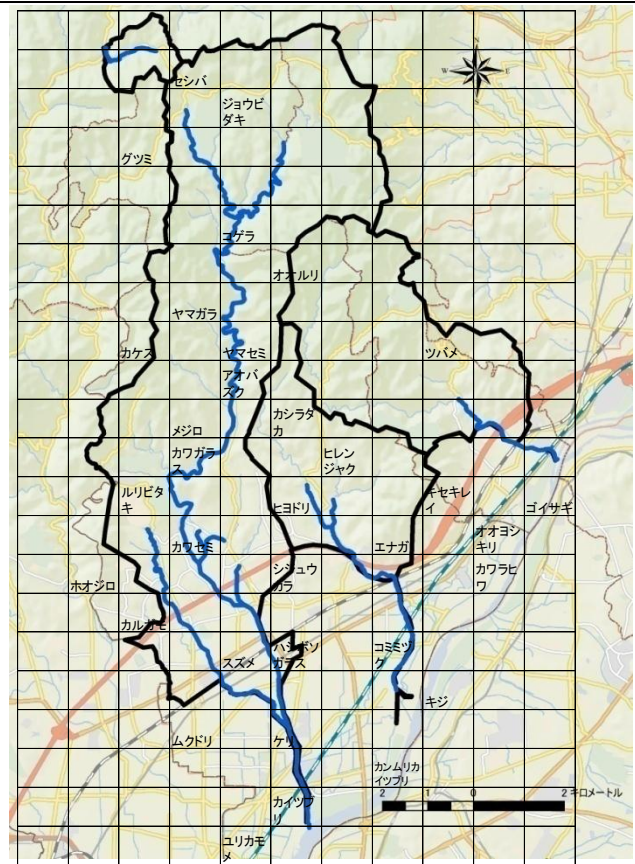 N
W
E
S
セシバ
ジョウビ
ダキ
グツミ
コゲラ
オオルリ
ヤマガラ
カケス
ヤマセミ
ツバメ
アオバ
ズク
カシラダ
カ
メジロ
カワガラ
ス
ヒレン
ジャク
ルリビタ
キ
ヒヨドリ
キセキレ
イ
ゴイサギ
オオヨシ
キリ
カワセミ
エナガ
シジュウ
カラ
カワラヒ
ワ
ホオジロ
カルガモ
スズメ
ハシボソ
ガラス
コミミズ
ク
キジ
ムクドリ
ケリ
カンムリカ
イツブリ
カイツブ
リ
2 1 0 2 キロメートル
ユリカモ
メ